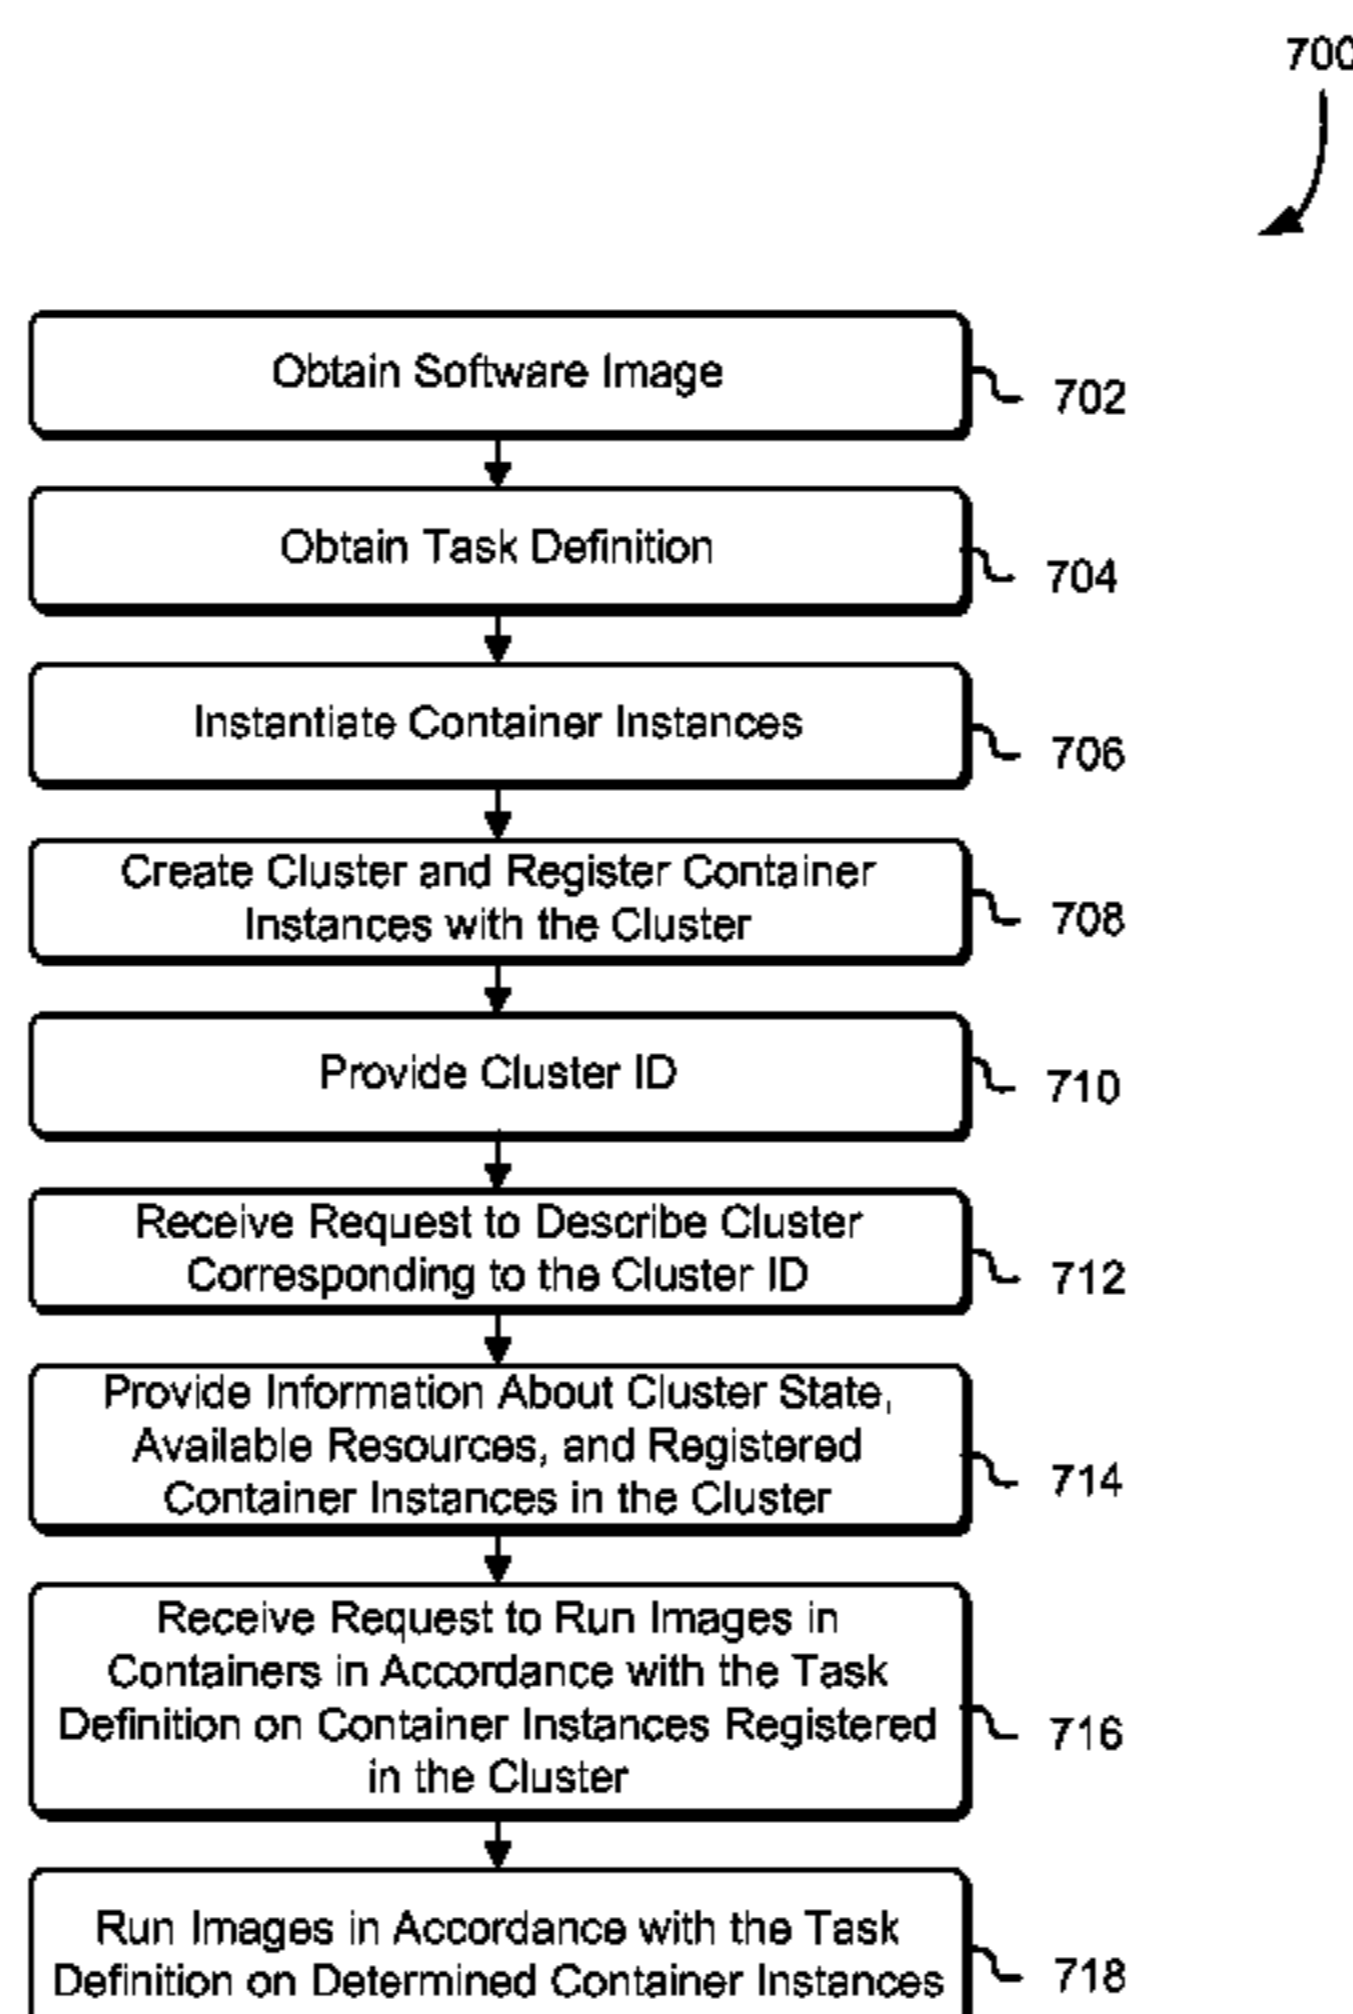 700
Obtain Software Image
702
Obtain Task Definition
704
Instantiate Container Instances
706
Create Cluster and Register Container
Instances with the Cluster
708
Provide Cluster ID
710
Receive Request to Describe Cluster
Corresponding to the Cluster ID
712
Provide Information About Cluster State,
Available Resources, and Registered
Container Instances in the Cluster
714
Receive Request to Run Images in
Containers in Accordance with the Task
Definition on Container Instances Registered
in the Cluster
716
Run Images in Accordance with the Task
Definition on Determined Container Instances
718